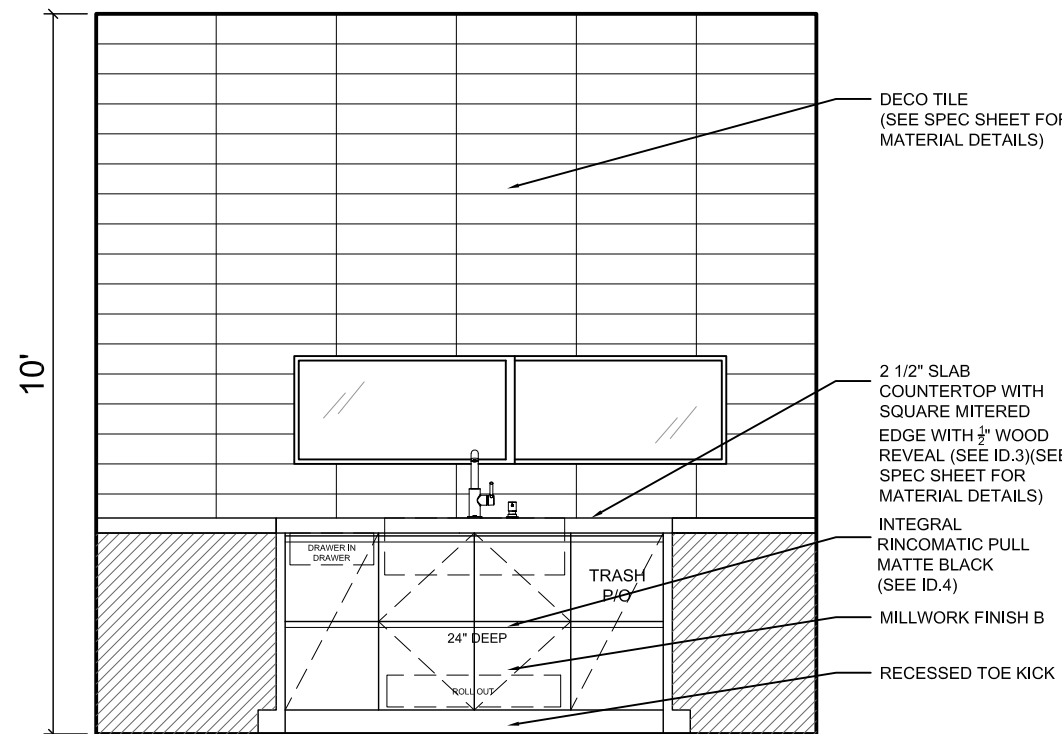 DECO TILE
(SEE SPEC SHEET FOR
MATERIAL DETAILS)
10'
2 1/2" SLAB
COUNTERTOP WITH
SQUARE MITERED
EDGE WITH 1/2" WOOD
REVEAL (SEE ID.3)(SEE
SPEC SHEET FOR
MATERIAL DETAILS)
INTEGRAL
RINCOMATIC PULL
MATTE BLACK
(SEE ID.4)
DRAWER IN
DRAWER
TRASH
P/O
24" DEEP
MILLWORK FINISH B
ROLL OUT
RECESSED TOE KICK